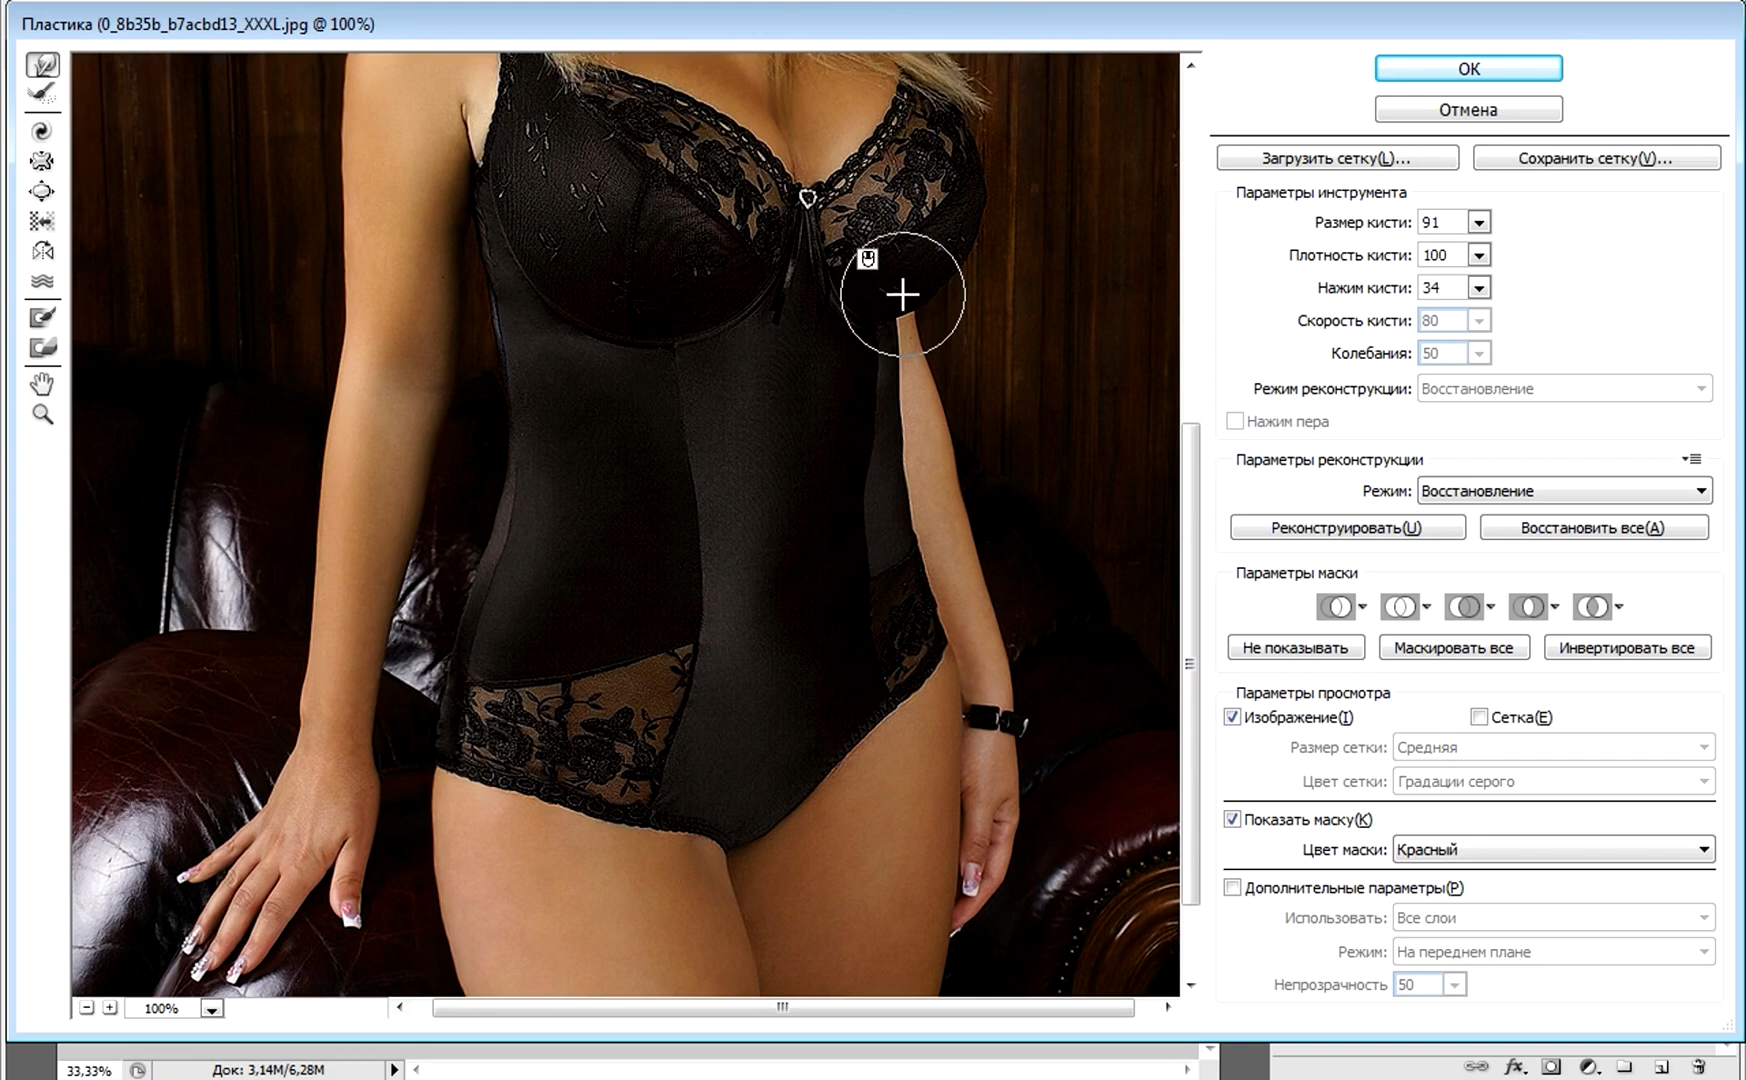 Пластика (0_8b35b_b7acbd13_XXXL.jpg @ 100%)
ОК
Отмена
Загрузить сетку(L)...
Сохранить сетку(V)...
Параметры инструмента
Размер кисти: 91
Плотность кисти: 100
Нажим кисти: 34
Скорость кисти: 80
Колебания: 50
Режим реконструкции: Восстановление
Нажим пера
Параметры реконструкции
Режим: Восстановление
Реконструировать(U)
Восстановить все(A)
Параметры маски
Не показывать
Маскировать все
Инвертировать все
Параметры просмотра
Изображение(I)
Сетка(E)
Размер сетки: Средняя
Цвет сетки: Градации серого
Показать маску(K)
Цвет маски: Красный
Дополнительные параметры(P)
Использовать: Все слои
Режим: На переднем плане
Непрозрачность 50
100%
33,33%
Док: 3,14M/6,28M
fx